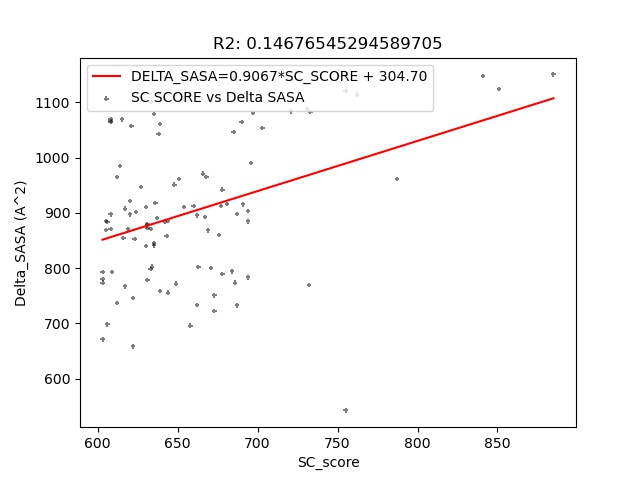 R2: 0.14676545294589705
DELTA_SASA=0.9067*SC_SCORE + 304.70
SC SCORE vs Delta SASA
1100
1000
900
800
700
600
Delta_SASA (A^2)
600 650 700 750 800 850
SC_score